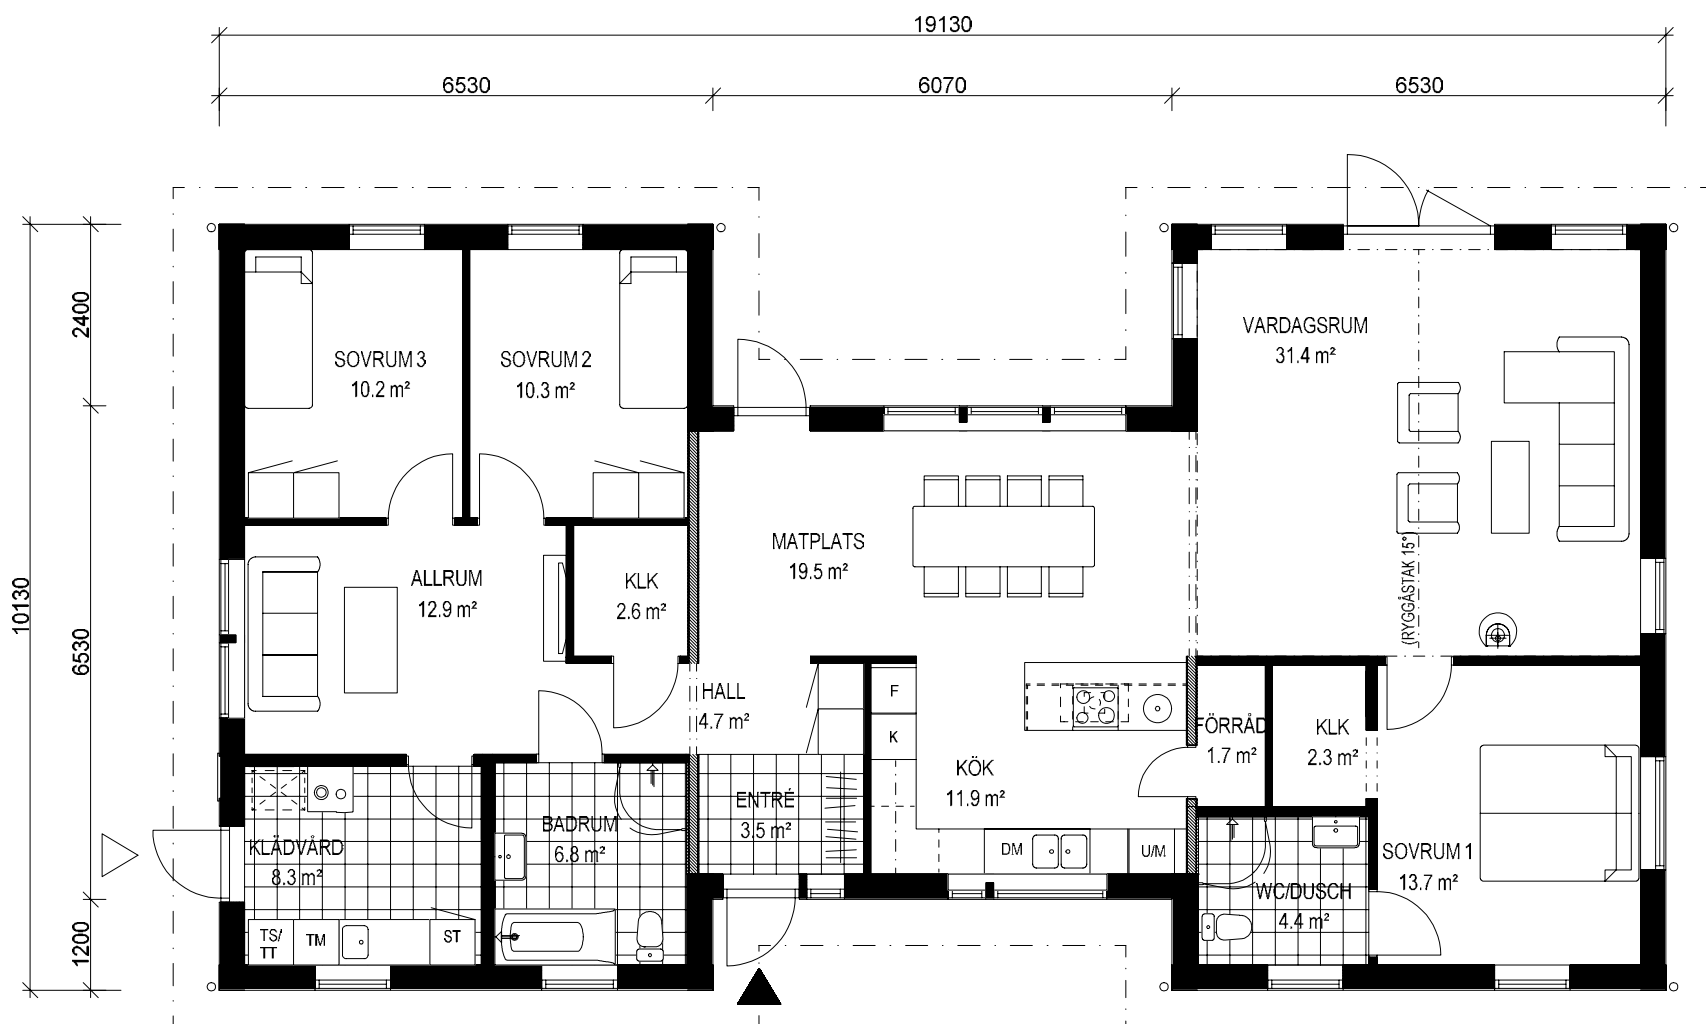 19130
6530
6070
6530
10130
2400
6530
1200
SOVRUM 3
10.2 m²
SOVRUM 2
10.3 m²
VARDAGSRUM
31.4 m²
MATPLATS
19.5 m²
(RYGGÅSTAK 15°)
ALLRUM
12.9 m²
KLK
2.6 m²
HALL
4.7 m²
F
K
KÖK
11.9 m²
FÖRRÅD
1.7 m²
KLK
2.3 m²
ENTRÉ
3.5 m²
BADRUM
6.8 m²
KLÄDVÅRD
8.3 m²
DM
U/M
SOVRUM 1
13.7 m²
WC/DUSCH
4.4 m²
TS/
TT
TM
ST